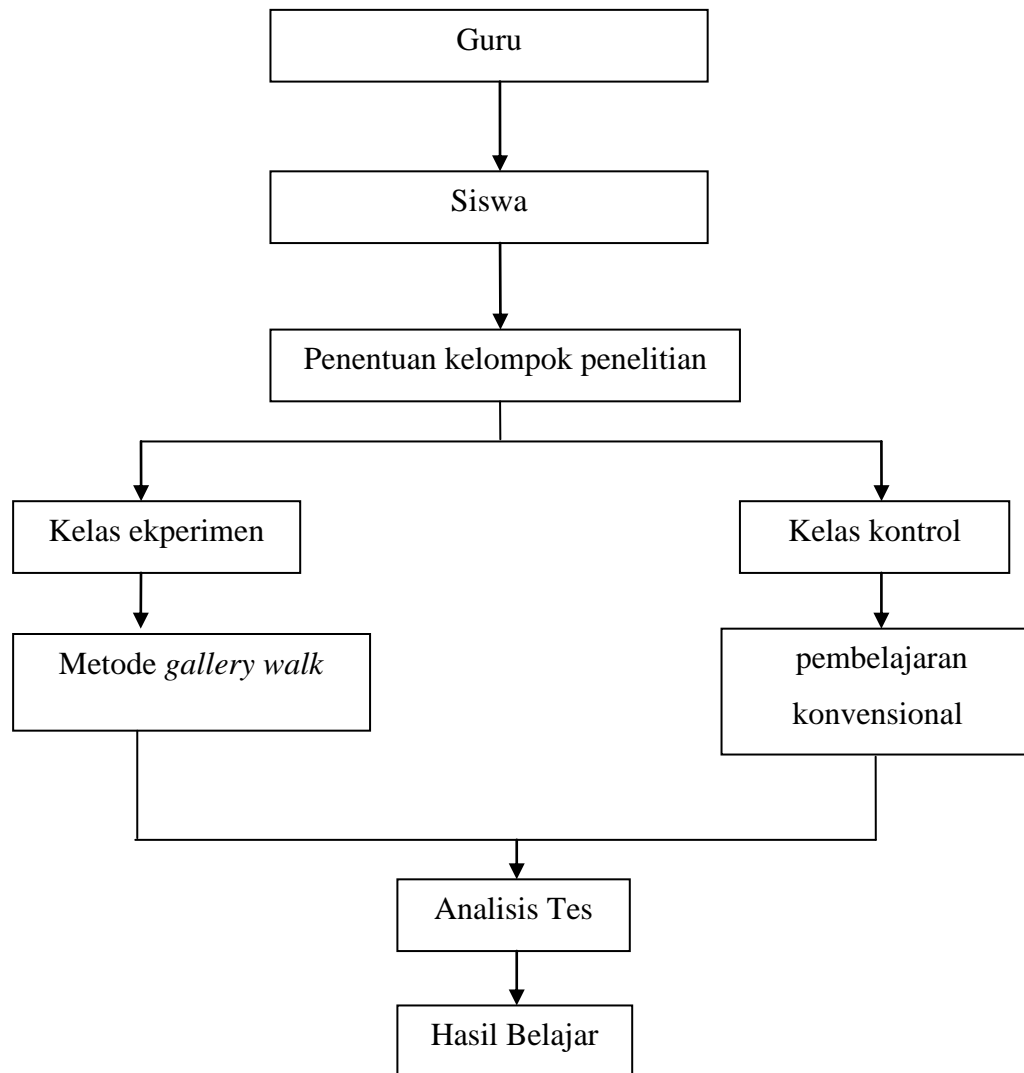 Guru
Siswa
Penentuan kelompok penelitian
Kelas ekperimen
Kelas kontrol
Metode gallery walk
pembelajaran
konvensional
Analisis Tes
Hasil Belajar